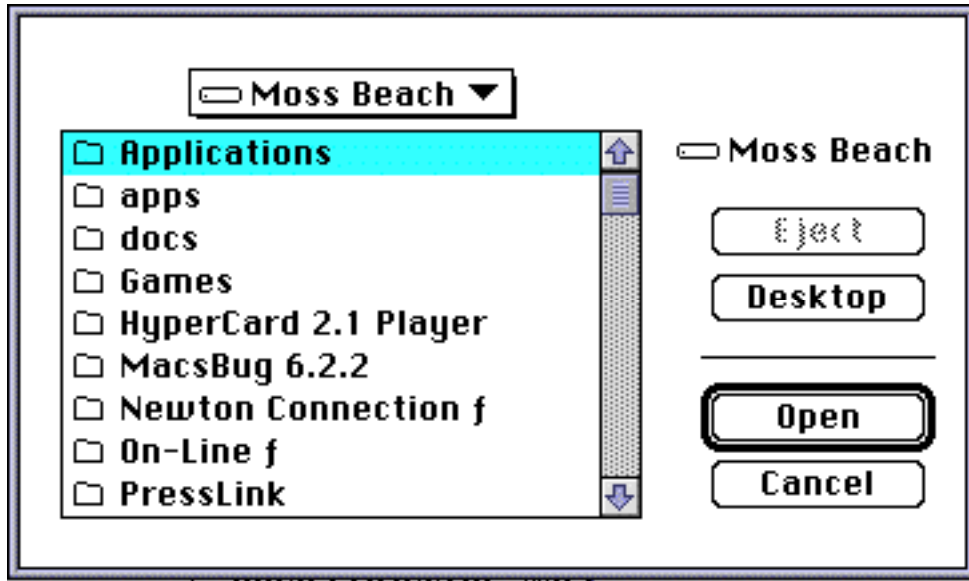 Moss Beach
Applications
apps
docs
Games
HyperCard 2.1 Player
MacsBug 6.2.2
Newton Connection ƒ
On-Line ƒ
PressLink
Moss Beach
Eject
Desktop
Open
Cancel